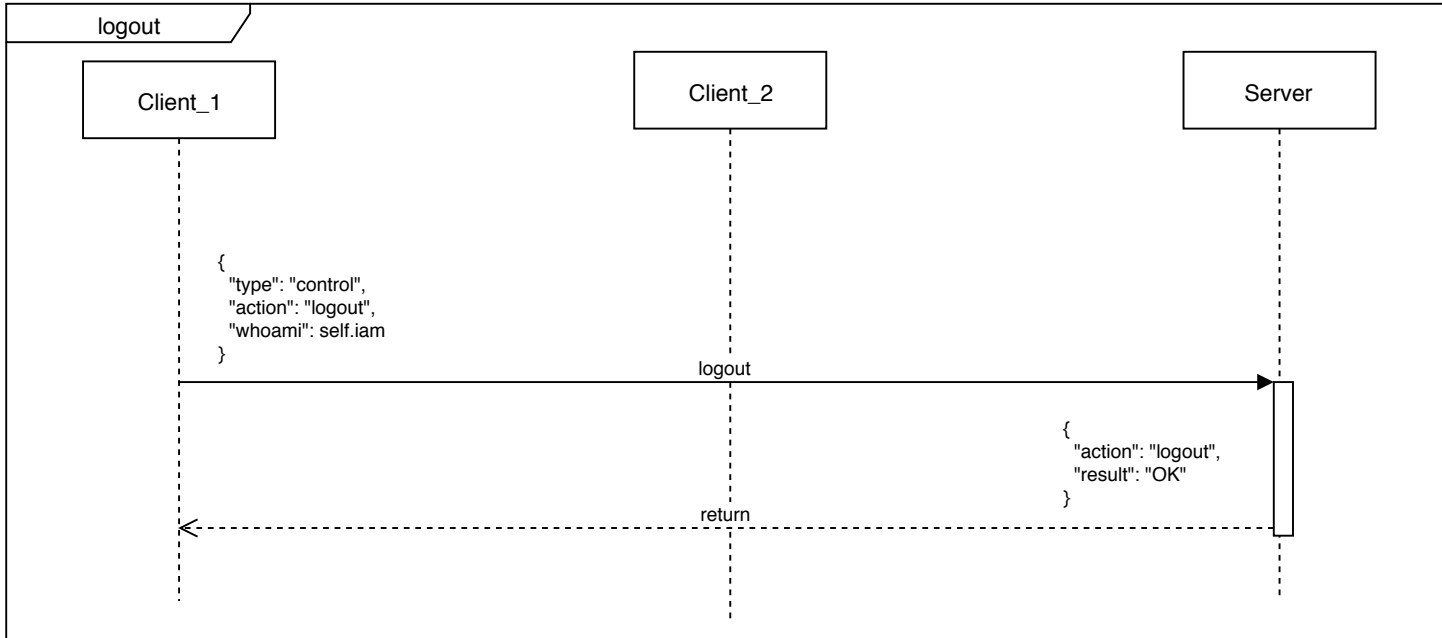 logout
Client_1
Client_2
Server
{
"type": "control",
"action": "logout",
"whoami": self.iam
}
logout
{
"action": "logout",
"result": "OK"
}
return